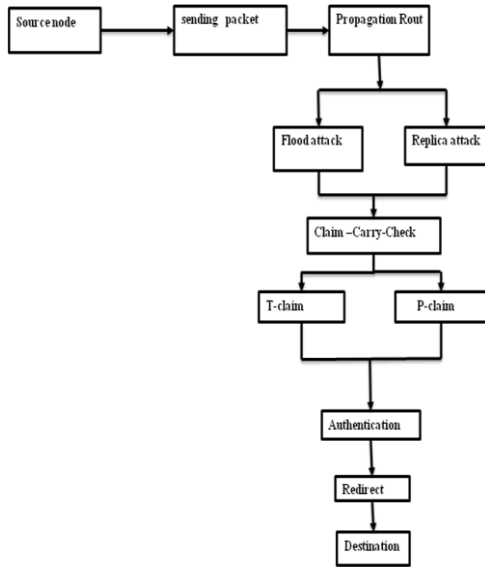 Source node
sending packet
Propagation Rout
Flood attack
Replica attack
Claim –Carry-Check
T-claim
P-claim
Authentication
Redirect
Destination